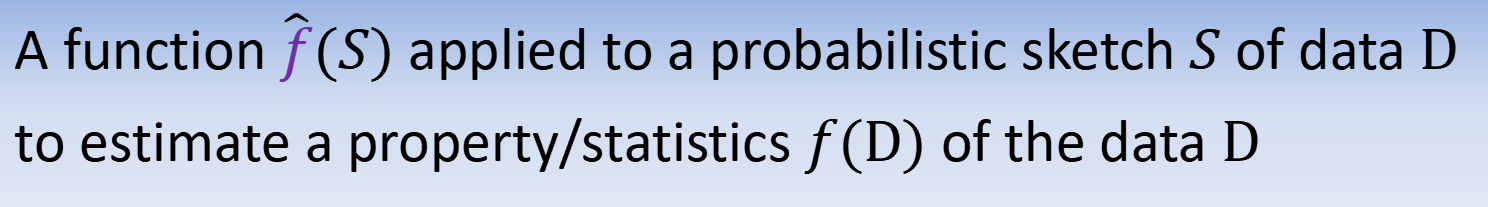 A function f̂(S) applied to a probabilistic sketch S of data D
to estimate a property/statistics f(D) of the data D